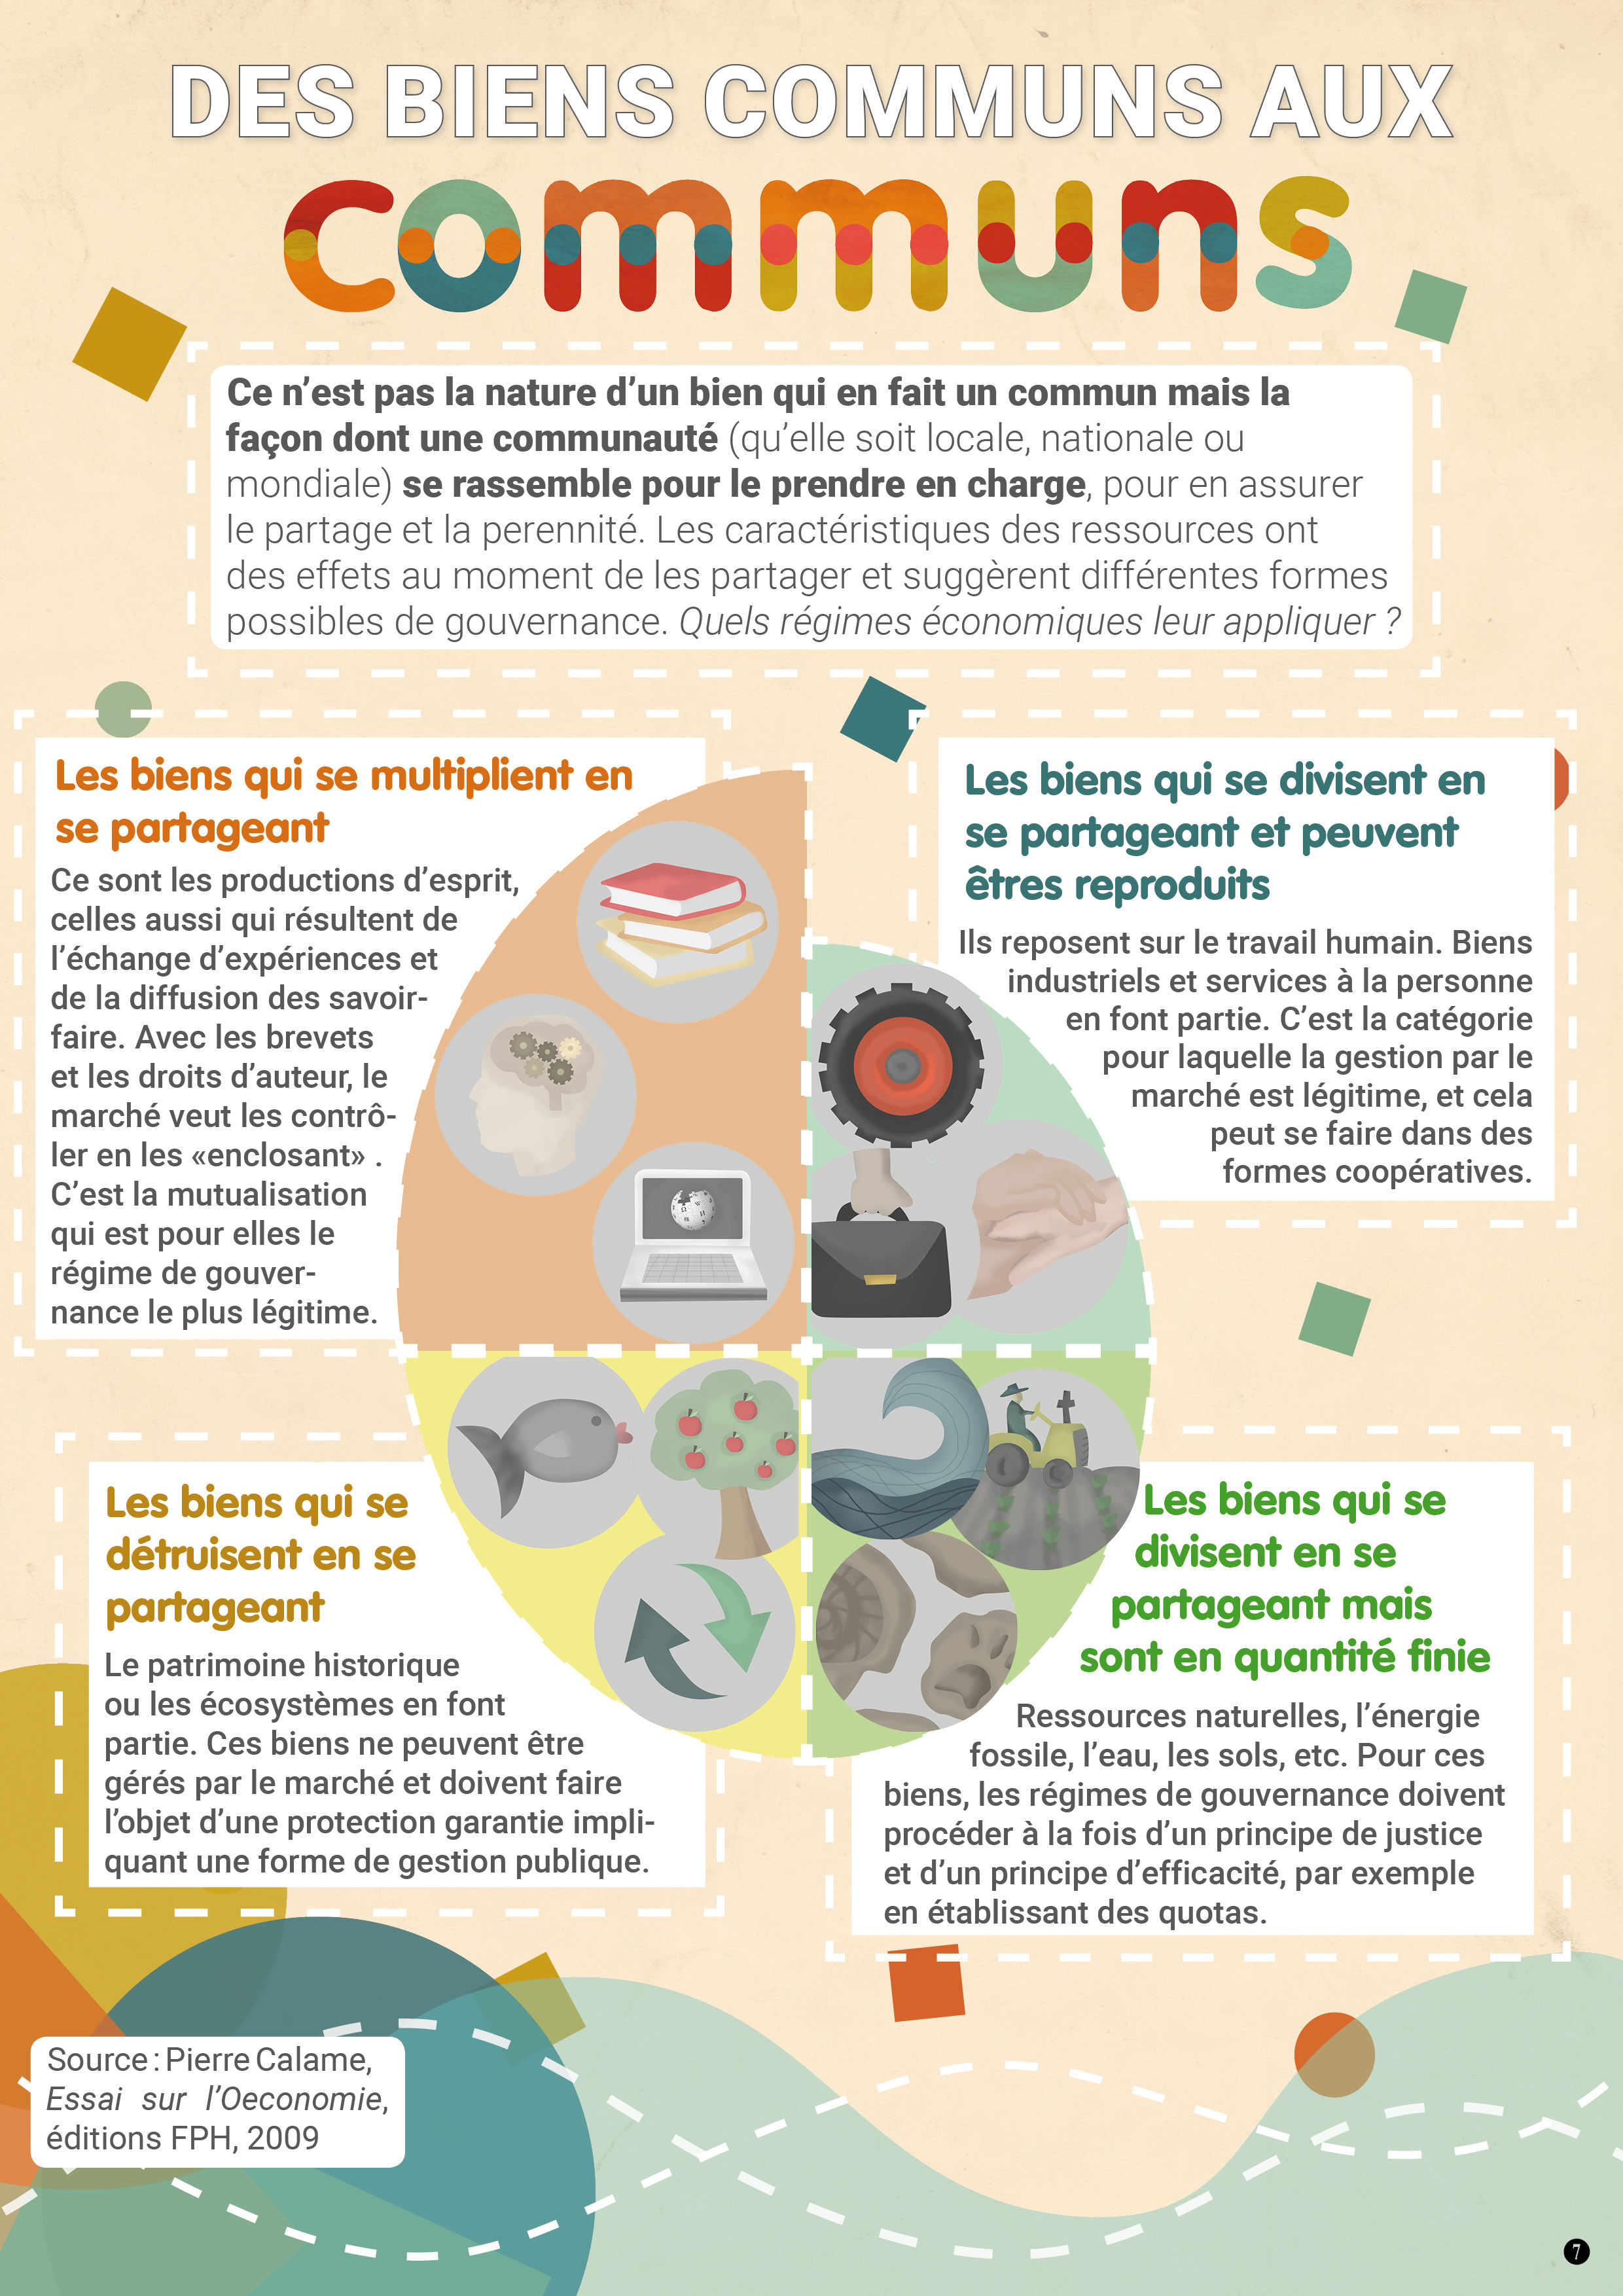 DES BIENS COMMUNS AUX
communs
Ce n’est pas la nature d’un bien qui en fait un commun mais la
façon dont une communauté (qu’elle soit locale, nationale ou
mondiale) se rassemble pour le prendre en charge, pour en assurer
le partage et la perennité. Les caractéristiques des ressources ont
des effets au moment de les partager et suggèrent différentes formes
possibles de gouvernance. Quels régimes économiques leur appliquer ?
Les biens qui se multiplient en
se partageant
Ce sont les productions d’esprit,
celles aussi qui résultent de
l’échange d’expériences et
de la diffusion des savoir-
faire. Avec les brevets
et les droits d’auteur, le
marché veut les contrô-
ler en les «enclosant» .
C’est la mutualisation
qui est pour elles le
régime de gouver-
nance le plus légitime.
Les biens qui se divisent en
se partageant et peuvent
êtres reproduits
Ils reposent sur le travail humain. Biens
industriels et services à la personne
en font partie. C’est la catégorie
pour laquelle la gestion par le
marché est légitime, et cela
peut se faire dans des
formes coopératives.
Les biens qui se
détruisent en se
partageant
Le patrimoine historique
ou les écosystèmes en font
partie. Ces biens ne peuvent être
gérés par le marché et doivent faire
l’objet d’une protection garantie impli-
quant une forme de gestion publique.
Les biens qui se
divisent en se
partageant mais
sont en quantité finie
Ressources naturelles, l’énergie
fossile, l’eau, les sols, etc. Pour ces
biens, les régimes de gouvernance doivent
procéder à la fois d’un principe de justice
et d’un principe d’efficacité, par exemple
en établissant des quotas.
Source : Pierre Calame,
Essai sur l’Oeconomie,
éditions FPH, 2009
7